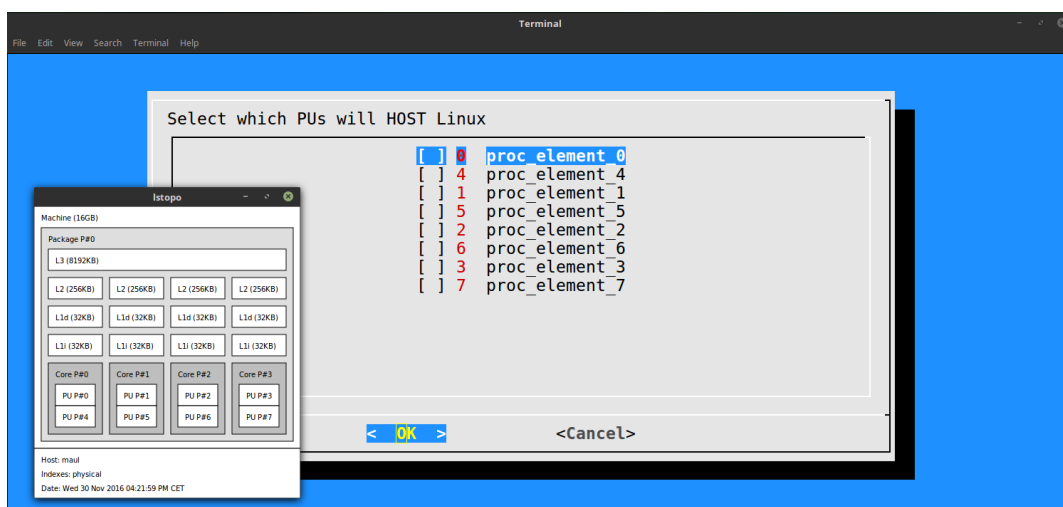 Terminal
File Edit View Search Terminal Help
Select which PUs will HOST Linux
[ ] 0 proc_element_0
[ ] 4 proc_element_4
[ ] 1 proc_element_1
[ ] 5 proc_element_5
[ ] 2 proc_element_2
[ ] 6 proc_element_6
[ ] 3 proc_element_3
[ ] 7 proc_element_7
< OK > <Cancel>
lstopo
Machine (16GB)
Package P#0
L3 (8192KB)
L2 (256KB) L2 (256KB) L2 (256KB) L2 (256KB)
L1d (32KB) L1d (32KB) L1d (32KB) L1d (32KB)
L1i (32KB) L1i (32KB) L1i (32KB) L1i (32KB)
Core P#0 Core P#1 Core P#2 Core P#3
PU P#0 PU P#1 PU P#2 PU P#3
PU P#4 PU P#5 PU P#6 PU P#7
Host: maul
Indexes: physical
Date: Wed 30 Nov 2016 04:21:59 PM CET